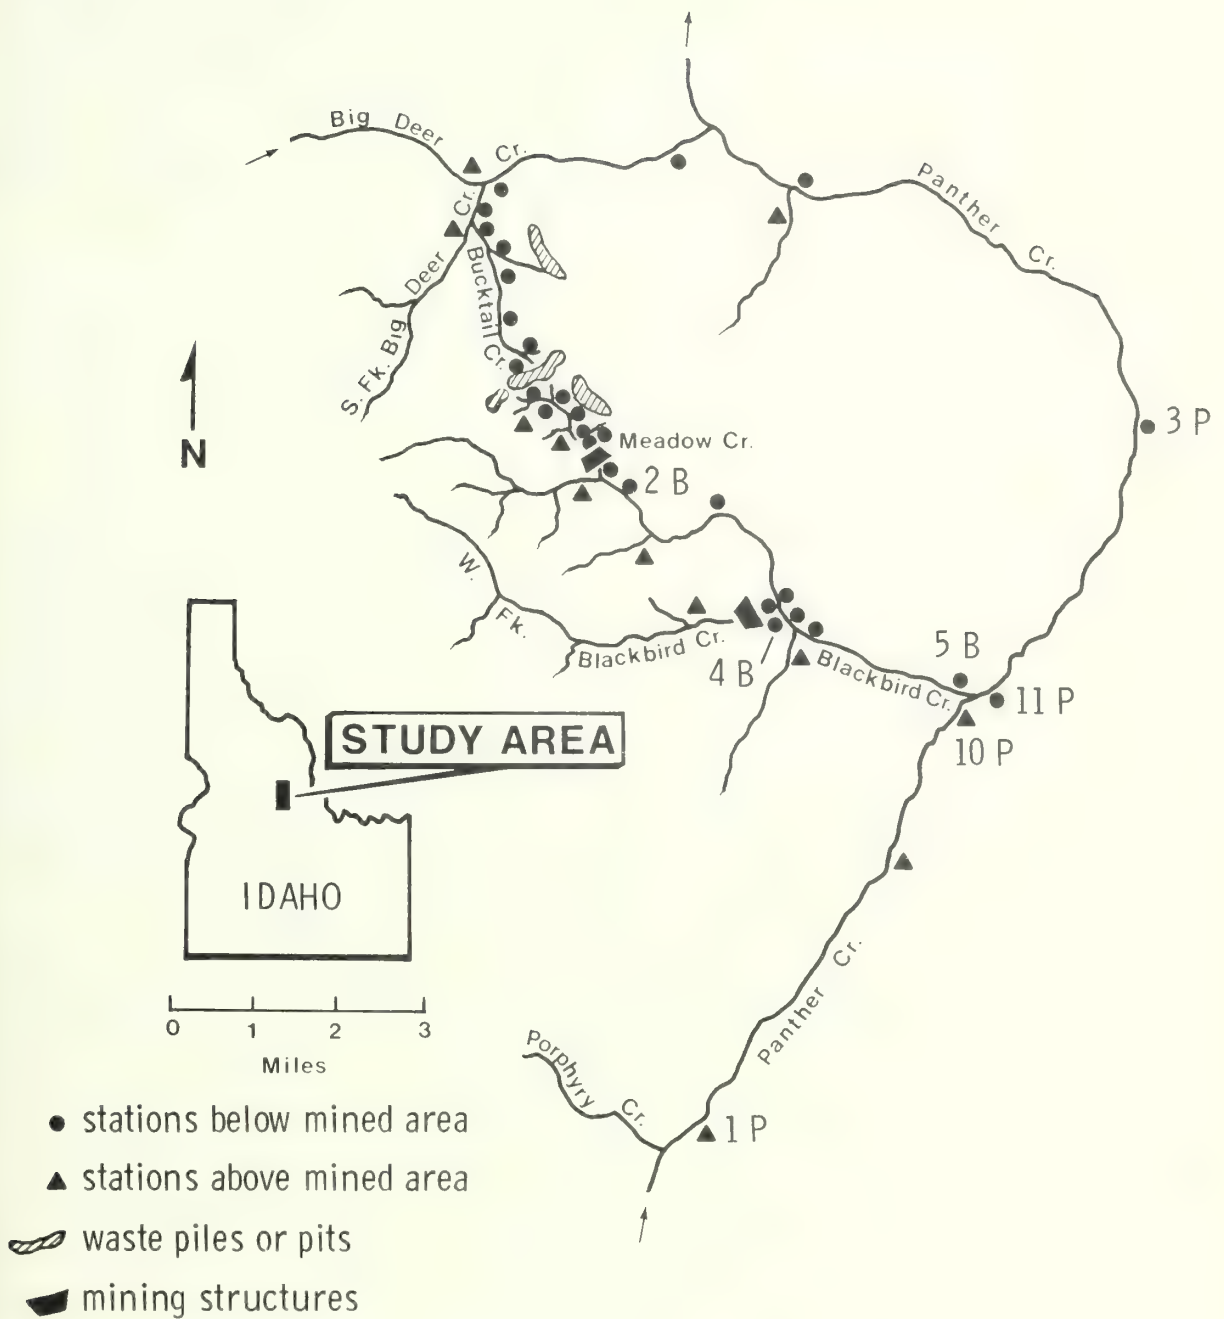 Big Deer Cr.
Panther Cr.
S. Fk. Big Deer Cr.
Bucktail Cr.
3 P
N
Meadow Cr.
2 B
W. Fk. Blackbird Cr.
4 B
Blackbird Cr.
5 B
11 P
10 P
STUDY AREA
IDAHO
Panther Cr.
0 1 2 3
Miles
Porphyry Cr.
1 P
stations below mined area
stations above mined area
waste piles or pits
mining structures